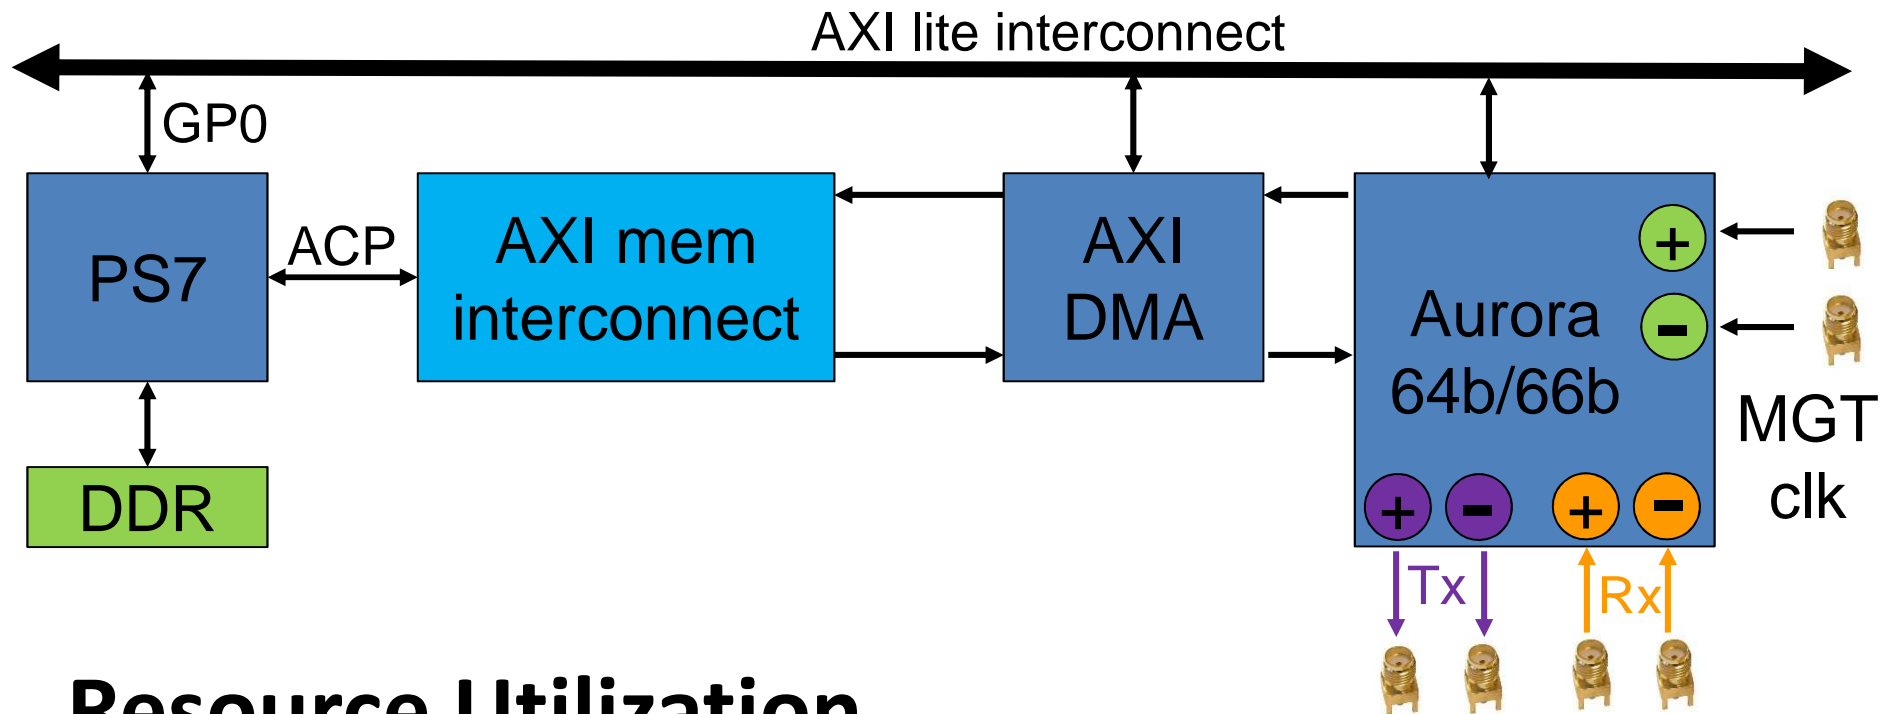 AXI lite interconnect
GP0
PS7
ACP
AXI mem
interconnect
AXI
DMA
Aurora
64b/66b
+
-
MGT
clk
DDR
+
-
+
-
Tx
Rx
Resource Utilization